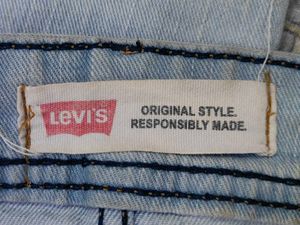 LEVI'S
ORIGINAL STYLE.
RESPONSIBLY MADE.